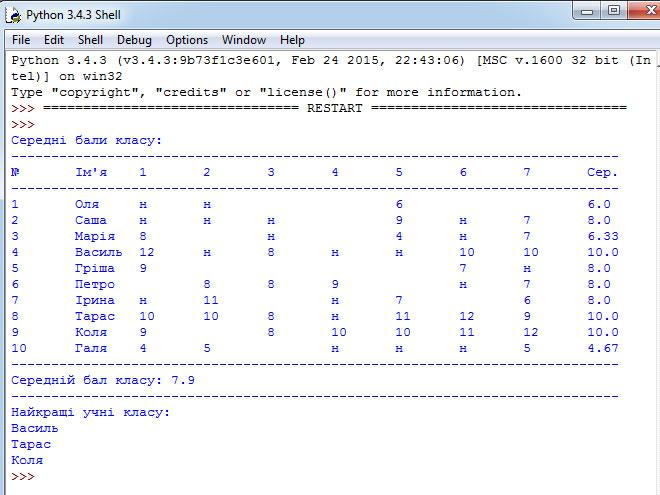 Python 3.4.3 Shell
File Edit Shell Debug Options Window Help
Python 3.4.3 (v3.4.3:9b73f1c3e601, Feb 24 2015, 22:43:06) [MSC v.1600 32 bit (In
tel)] on win32
Type "copyright", "credits" or "license()" for more information.
>>> ================================ RESTART ================================
>>>
Середні бали класу:
----------------------------------------------------------------------------
№ Ім'я 1 2 3 4 5 6 7 Сер.
----------------------------------------------------------------------------
1 Оля н н 6 6.0
2 Саша н н н 9 н 7 8.0
3 Марія 8 н 4 н 7 6.33
4 Василь 12 н 8 н н 10 10 10.0
5 Гріша 9 7 н 8.0
6 Петро 8 8 9 н 7 8.0
7 Ірина н 11 н 7 6 8.0
8 Тарас 10 10 8 н 11 12 9 10.0
9 Коля 9 8 10 10 11 12 10.0
10 Галя 4 5 н н н 5 4.67
----------------------------------------------------------------------------
Середній бал класу: 7.9
----------------------------------------------------------------------------
Найкращі учні класу:
Василь
Тарас
Коля
>>>